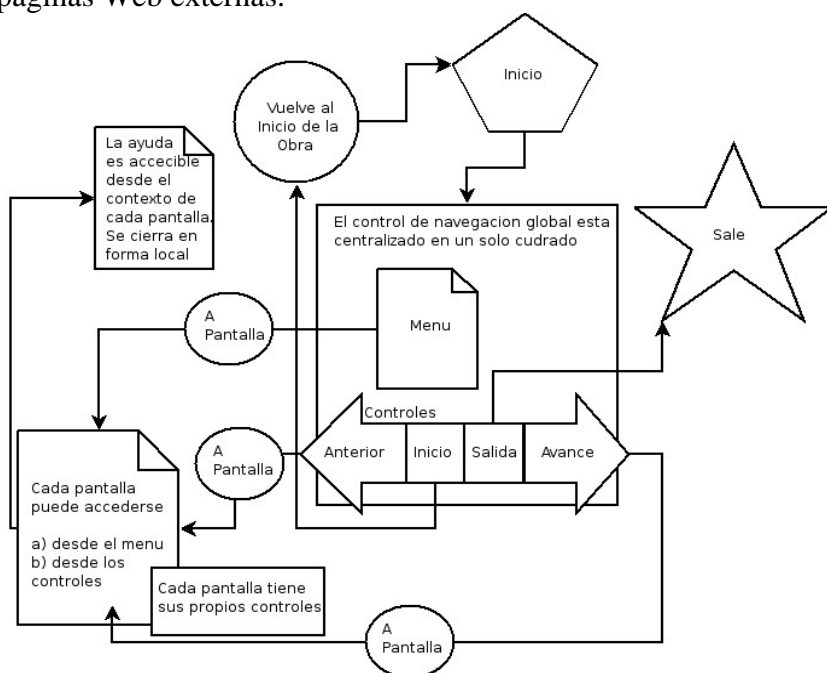 paginas Web externas.
Inicio
Vuelve al
Inicio de la
Obra
La ayuda
es accecible
desde el
contexto de
cada pantalla.
Se cierra en
forma local
El control de navegacion global esta
centralizado en un solo cudrado
Sale
Menu
A
Pantalla
Controles
Anterior
Inicio
Salida
Avance
A
Pantalla
Cada pantalla
puede accederse
a) desde el menu
b) desde los
controles
Cada pantalla tiene
sus propios controles
A
Pantalla